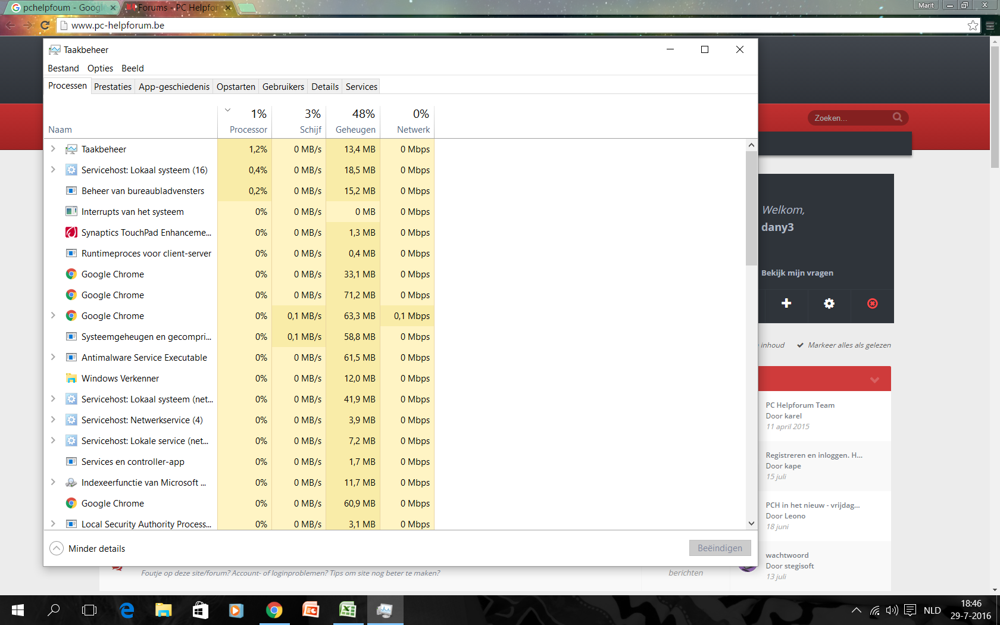 pchelpfoum - Googl
Forums - PC Helpfor
Marit
www.pc-helpforum.be
Taakbeheer
Bestand Opties Beeld
Processen Prestaties App-geschiedenis Opstarten Gebruikers Details Services
1% 3% 48% 0%
Naam Processor Schijf Geheugen Netwerk
Taakbeheer 1,2% 0 MB/s 13,4 MB 0 Mbps
Servicehost: Lokaal systeem (16) 0,4% 0 MB/s 18,5 MB 0 Mbps
Beheer van bureaubladvensters 0,2% 0 MB/s 15,2 MB 0 Mbps
Interrupts van het systeem 0% 0 MB/s 0 MB 0 Mbps
Synaptics TouchPad Enhanceme... 0% 0 MB/s 1,3 MB 0 Mbps
Runtimeproces voor client-server 0% 0 MB/s 0,4 MB 0 Mbps
Google Chrome 0% 0 MB/s 33,1 MB 0 Mbps
Google Chrome 0% 0 MB/s 71,2 MB 0 Mbps
Google Chrome 0% 0,1 MB/s 63,3 MB 0,1 Mbps
Systeemgeheugen en gecompri... 0% 0,1 MB/s 58,8 MB 0 Mbps
Antimalware Service Executable 0% 0 MB/s 61,5 MB 0 Mbps
Windows Verkenner 0% 0 MB/s 12,0 MB 0 Mbps
Servicehost: Lokaal systeem (net... 0% 0 MB/s 41,9 MB 0 Mbps
Servicehost: Netwerkservice (4) 0% 0 MB/s 3,9 MB 0 Mbps
Servicehost: Lokale service (net... 0% 0 MB/s 7,2 MB 0 Mbps
Services en controller-app 0% 0 MB/s 1,7 MB 0 Mbps
Indexeerfunctie van Microsoft ... 0% 0 MB/s 11,7 MB 0 Mbps
Google Chrome 0% 0 MB/s 60,9 MB 0 Mbps
Local Security Authority Process... 0% 0 MB/s 3,1 MB 0 Mbps
Minder details
Beëindigen
Zoeken...
Welkom,
dany3
Bekijk mijn vragen
inhoud Markeer alles als gelezen
PC Helpforum Team
Door karel
11 april 2015
Registreren en inloggen. H...
Door kape
15 juli
PCH in het nieuw - vrijdag...
Door Leono
18 juni
wachtwoord
Door stegisoft
13 juli
Foutje op deze site/forum? Account- of loginproblemen? Tips om site nog beter te maken?
berichten
NLD
18:46
29-7-2016